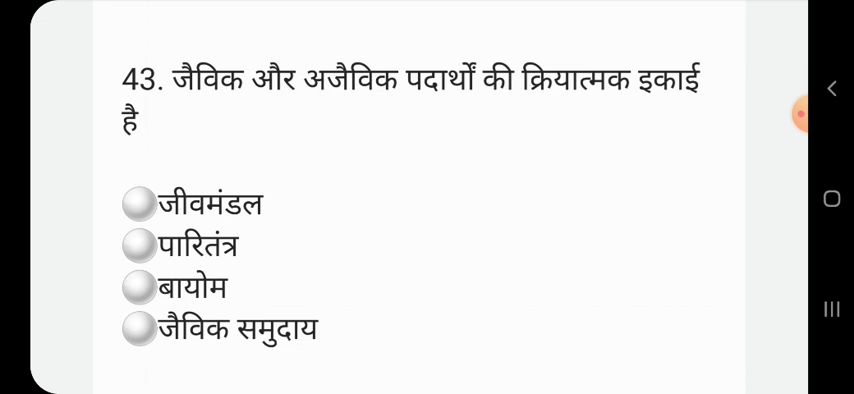 43. जैविक और अजैविक पदार्थों की क्रियात्मक इकाई
है
जीवमंडल
पारितंत्र
बायोम
जैविक समुदाय